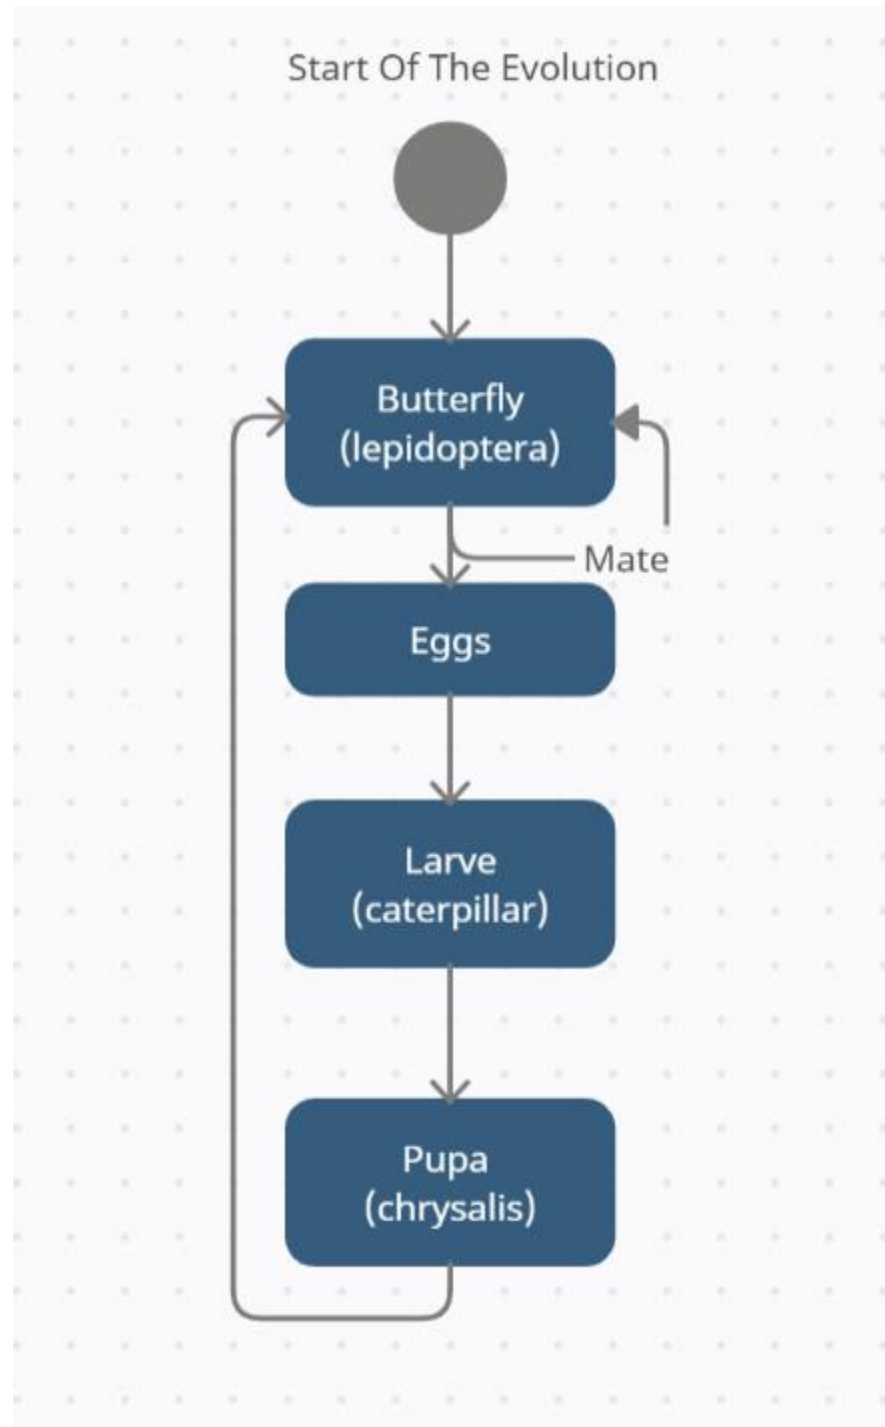 Start Of The Evolution
Butterfly
(lepidoptera)
Mate
Eggs
Larve
(caterpillar)
Pupa
(chrysalis)